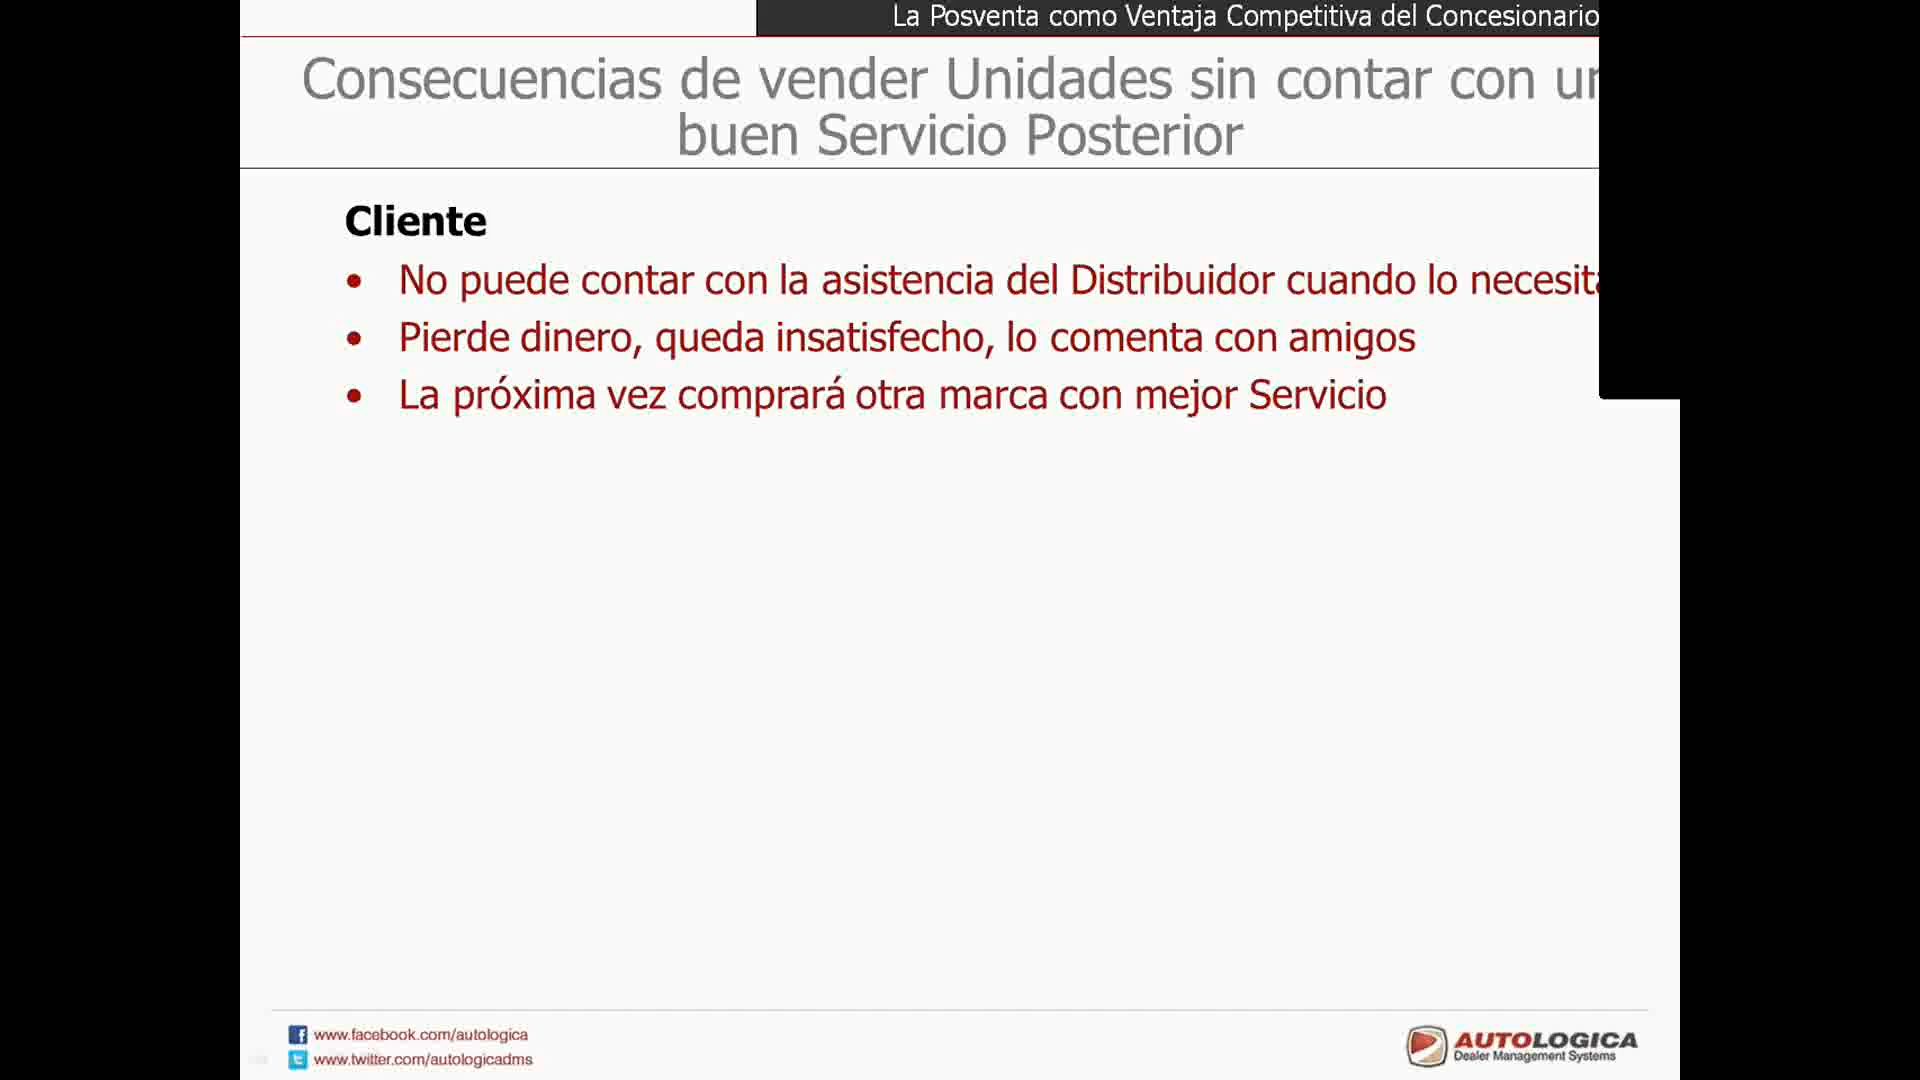 La Posventa como Ventaja Competitiva del Concesionario
Consecuencias de vender Unidades sin contar con un
buen Servicio Posterior
Cliente
• No puede contar con la asistencia del Distribuidor cuando lo necesita
• Pierde dinero, queda insatisfecho, lo comenta con amigos
• La próxima vez comprará otra marca con mejor Servicio
www.facebook.com/autologica
www.twitter.com/autologicadms
AUTOLOGICA
Dealer Management Systems